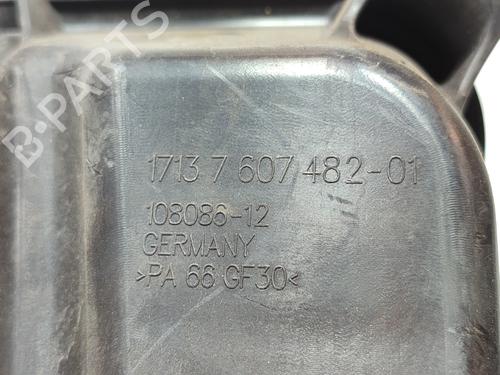 B-PARTS
1713 7 607 482-01
108086-12
GERMANY
>PA 66 GF30<